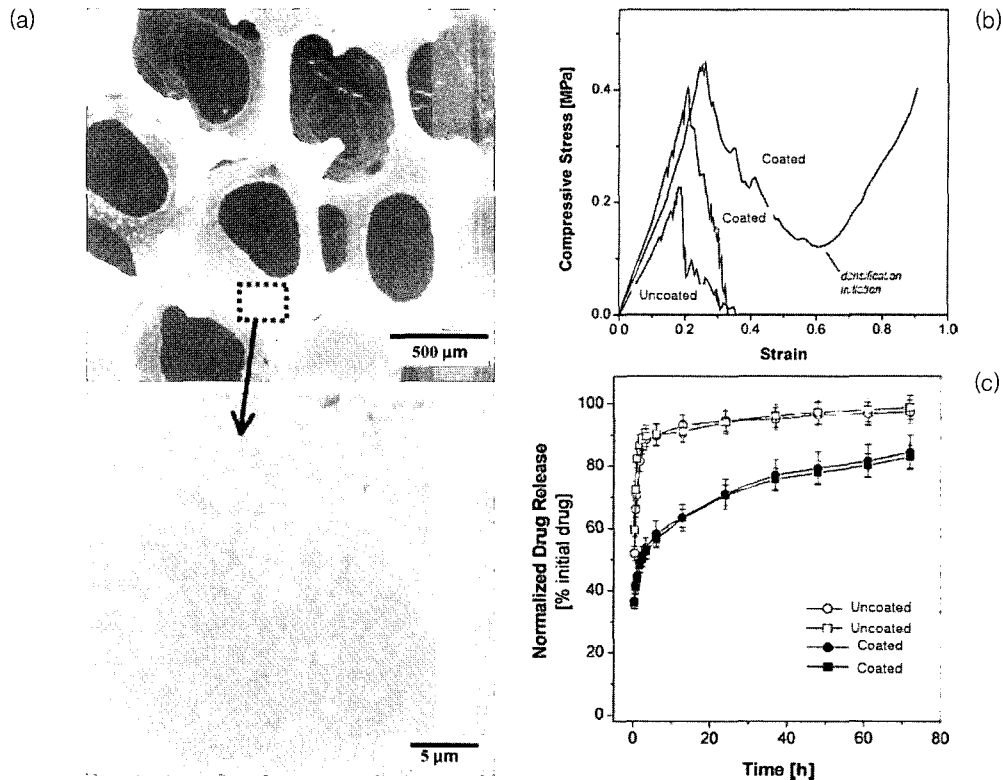 (a)
500 μm
5 μm
(b)
Compressive Stress [MPa]
0.4
0.2
0.0
Coated
Coated
Uncoated
densification
initiation
0.0
0.2
0.4
0.6
0.8
1.0
Strain
(c)
Normalized Drug Release
[% initial drug]
100
80
60
40
20
0
Uncoated
Uncoated
Coated
Coated
0
20
40
60
80
Time [h]